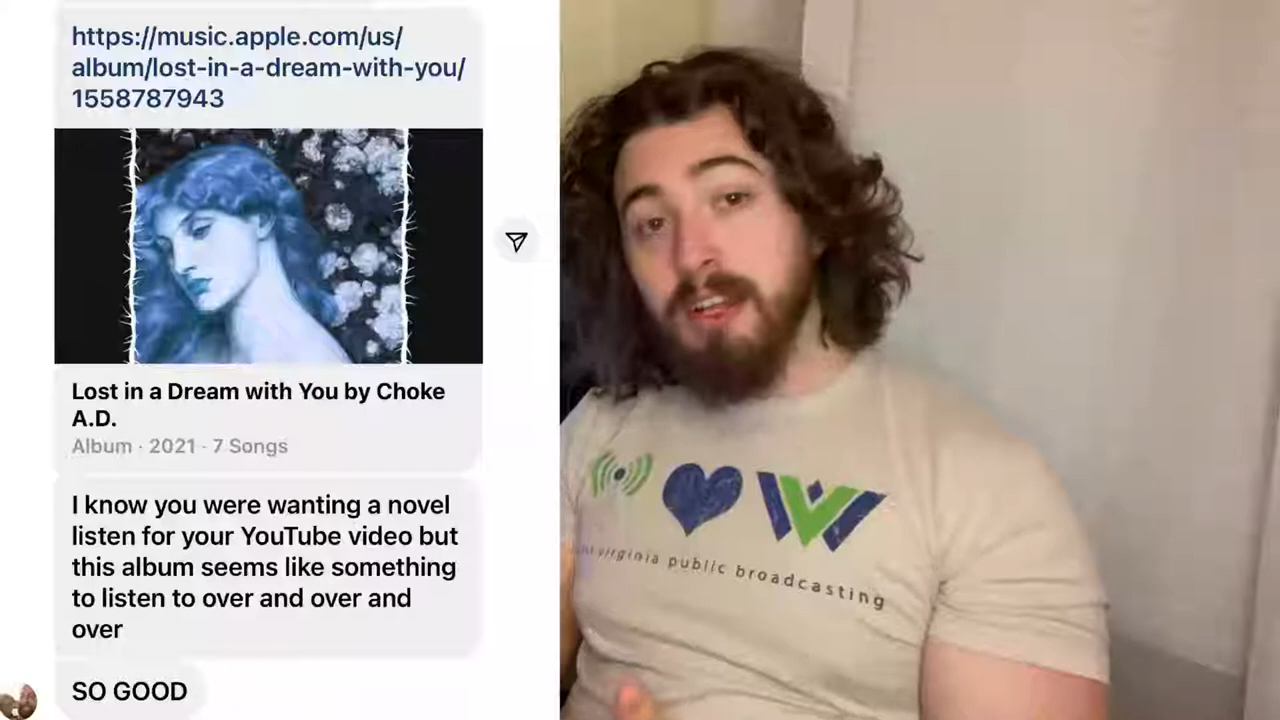 https://music.apple.com/us/
album/lost-in-a-dream-with-you/
1558787943
Lost in a Dream with You by Choke
A.D.
Album · 2021 · 7 Songs
I know you were wanting a novel
listen for your YouTube video but
this album seems like something
to listen to over and over and
over
SO GOOD
virginia public broadcasting